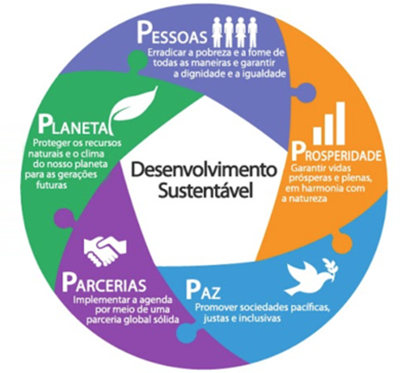 PESSOAS
Erradicar a pobreza e a fome de
todas as maneiras e garantir
a dignidade e a igualdade
PROSPERIDADE
Garantir vidas
prósperas e plenas,
em harmonia com
a natureza
PAZ
Promover sociedades pacíficas,
justas e inclusivas
PARCERIAS
Implementar a agenda
por meio de uma
parceria global sólida
PLANETA
Proteger os recursos
naturais e o clima
do nosso planeta
para as gerações
futuras
Desenvolvimento
Sustentável